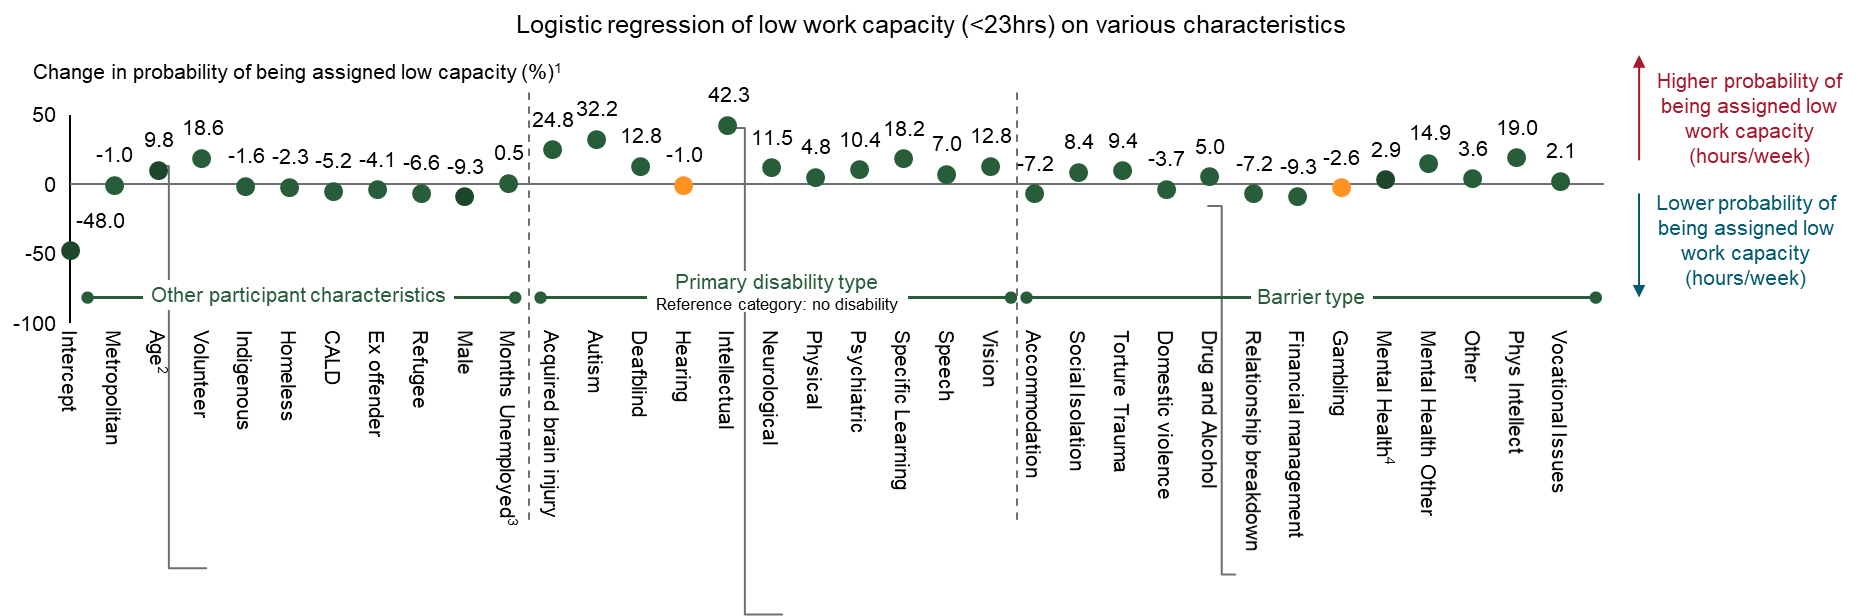 Logistic regression of low work capacity (<23hrs) on various characteristics
Change in probability of being assigned low capacity (%)1
50
0
-50
-100
-48.0
-1.0
9.8
18.6
-1.6
-2.3
-5.2
-4.1
-6.6
-9.3
0.5
24.8
32.2
12.8
-1.0
42.3
11.5
4.8
10.4
18.2
7.0
12.8
-7.2
8.4
9.4
-3.7
5.0
-7.2
-9.3
-2.6
2.9
14.9
3.6
19.0
2.1
Higher probability of
being assigned low
work capacity
(hours/week)
Lower probability of
being assigned low
work capacity
(hours/week)
Other participant characteristics
Primary disability type
Reference category: no disability
Barrier type
Intercept
Metropolitan
Age2
Volunteer
Indigenous
Homeless
CALD
Ex offender
Refugee
Male
Months Unemployed3
Acquired brain injury
Autism
Deafblind
Hearing
Intellectual
Neurological
Physical
Psychiatric
Specific Learning
Speech
Vision
Accommodation
Social Isolation
Torture Trauma
Domestic violence
Drug and Alcohol
Relationship breakdown
Financial management
Gambling
Mental Health4
Mental Health Other
Other
Phys Intellect
Vocational Issues